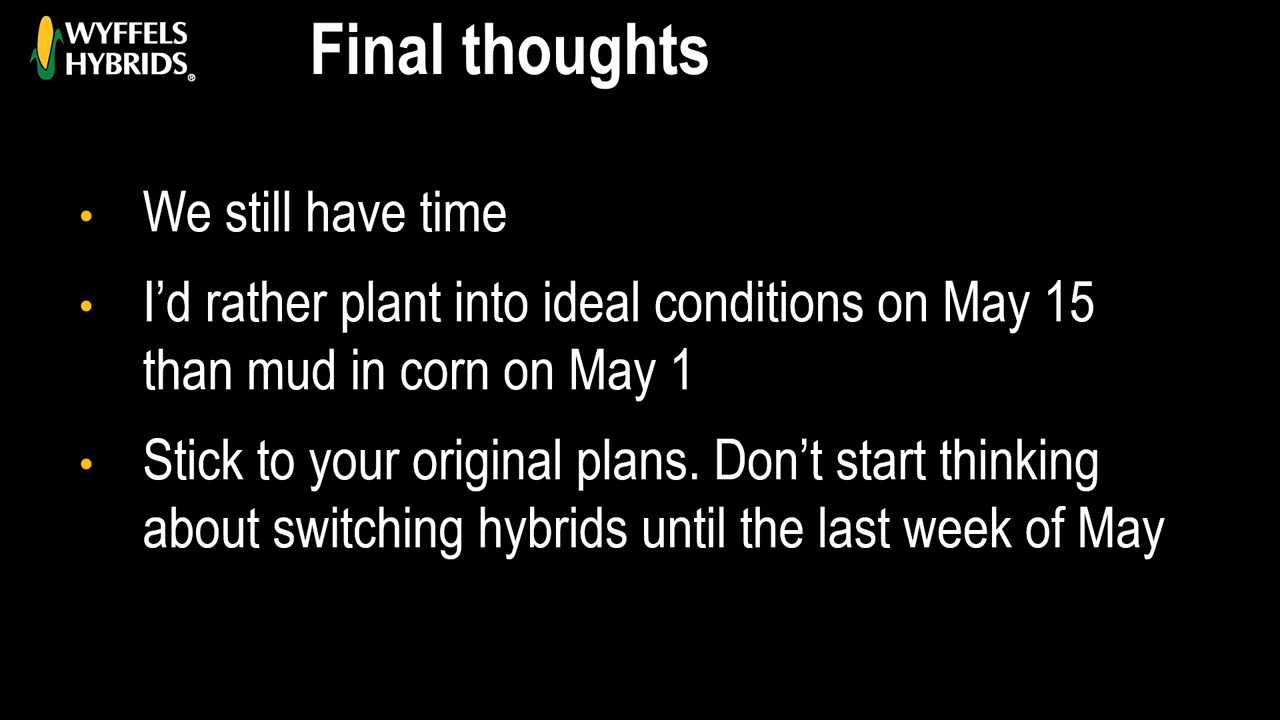 WYFFELS
HYBRIDS®
Final thoughts
• We still have time
• I’d rather plant into ideal conditions on May 15
than mud in corn on May 1
• Stick to your original plans. Don’t start thinking
about switching hybrids until the last week of May